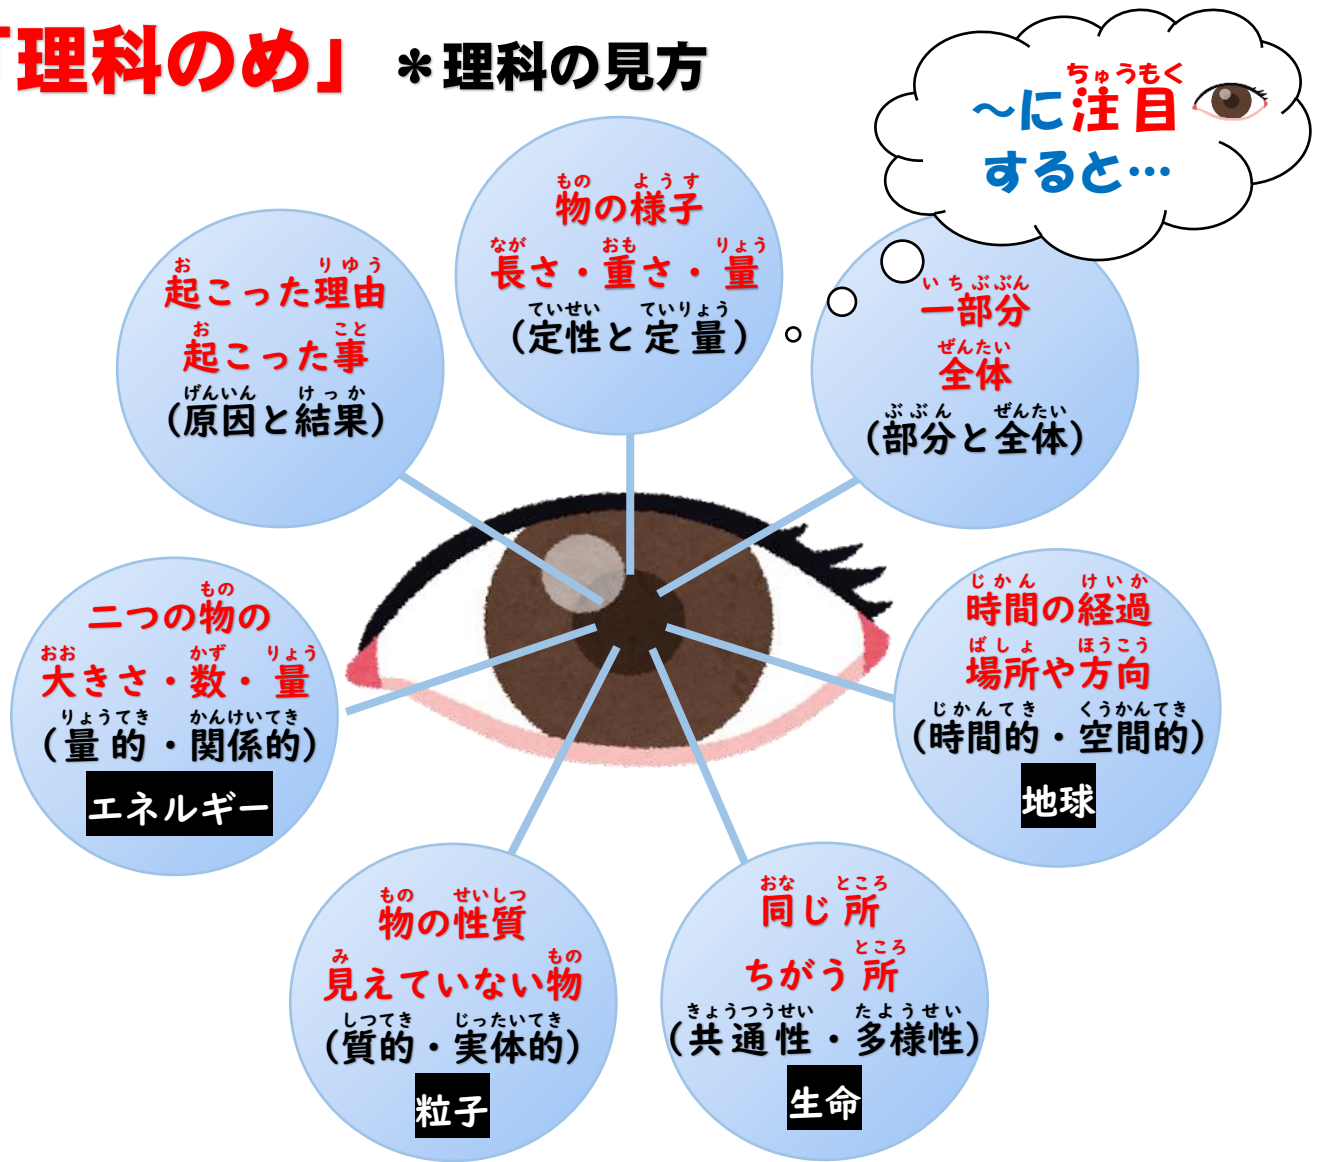 「理科のめ」 ＊理科の見方
ちゅうもく
～に注目
すると…
もの ようす
物の様子
なが おも りょう
長さ・重さ・量
ていせい ていりょう
（定性と定量）
お りゆう
起こった理由
お こと
起こった事
げんいん けっか
（原因と結果）
いちぶぶん
一部分
ぜんたい
全体
ぶぶん ぜんたい
（部分と全体）
もの
二つの物の
おお かず りょう
大きさ・数・量
りょうてき かんけいてき
（量的・関係的）
エネルギー
じかん けいか
時間の経過
ばしょ ほうこう
場所や方向
じかんてき くうかんてき
（時間的・空間的）
地球
もの せいしつ
物の性質
み もの
見えていない物
しつてき じったいてき
（質的・実体的）
粒子
おな ところ
同じ所
ところ
ちがう所
きょうつうせい たようせい
（共通性・多様性）
生命